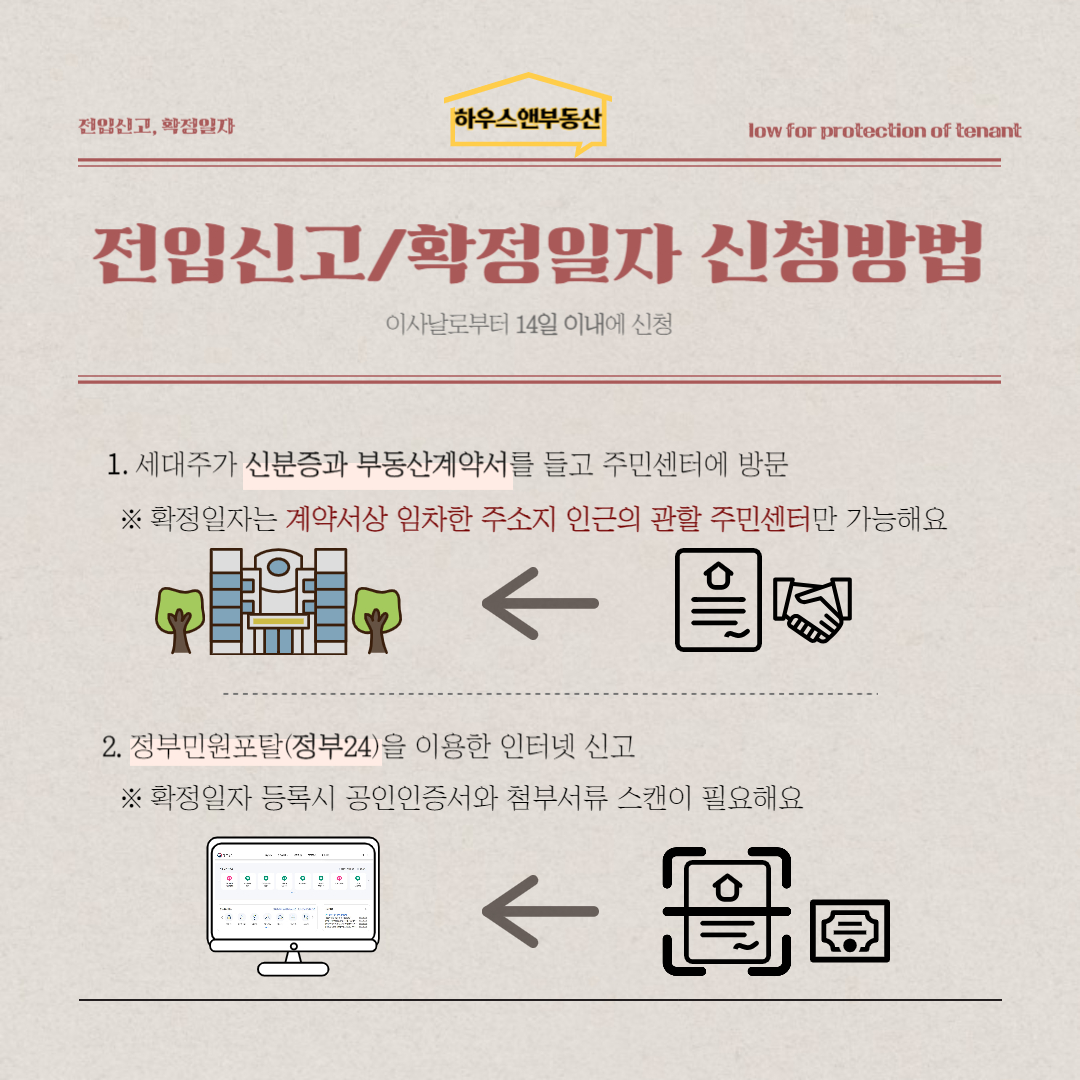 전입신고, 확정일자
하우스앤부동산
low for protection of tenant
전입신고/확정일자 신청방법
이사날로부터 14일 이내에 신청
1. 세대주가 신분증과 부동산계약서를 들고 주민센터에 방문
※ 확정일자는 계약서상 임차한 주소지 인근의 관할 주민센터만 가능해요
2. 정부민원포탈(정부24)을 이용한 인터넷 신고
※ 확정일자 등록시 공인인증서와 첨부서류 스캔이 필요해요